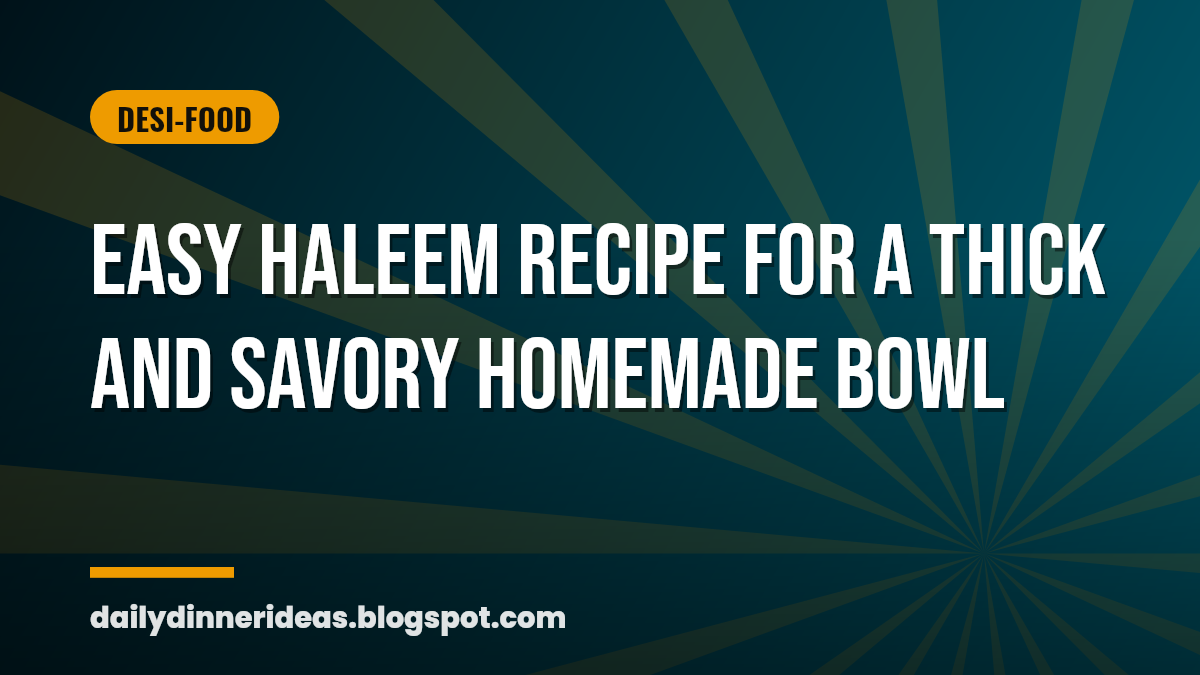 DESI-FOOD
EASY HALEEM RECIPE FOR A THICK
AND SAVORY HOMEMADE BOWL
dailydinnerideas.blogspot.com